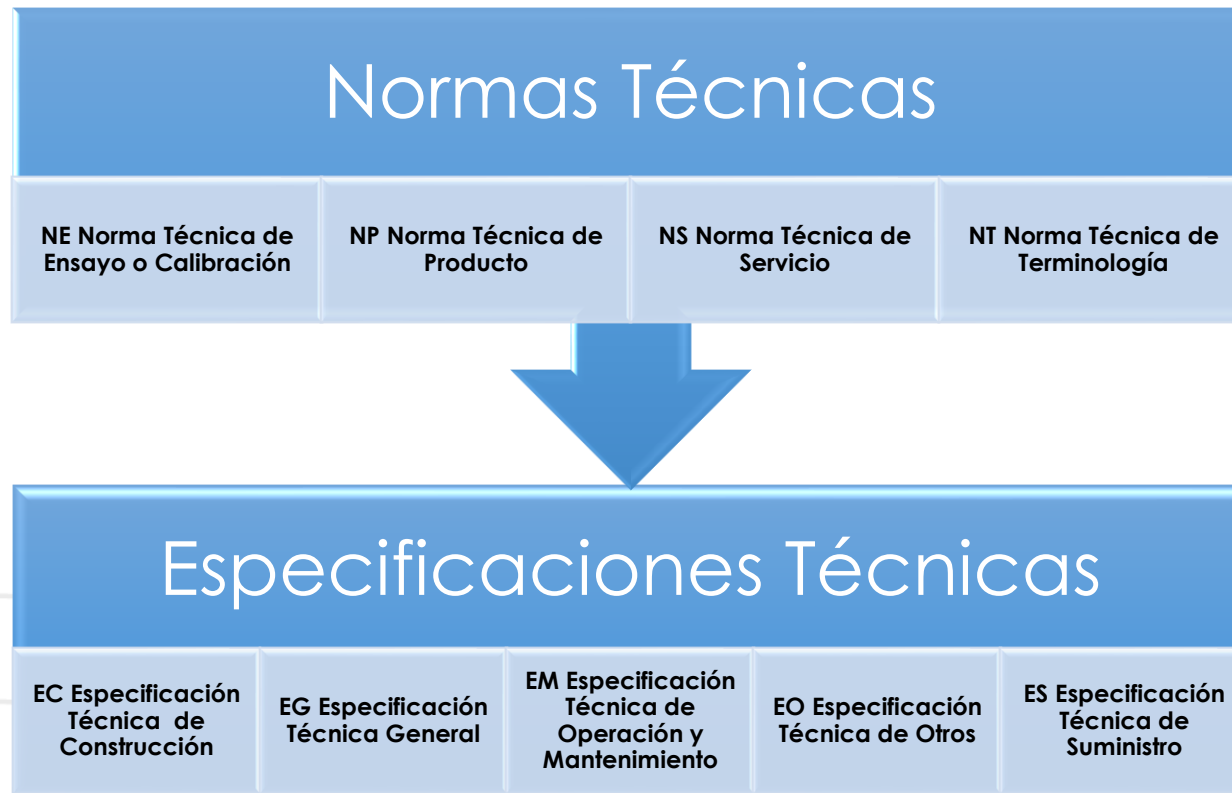 Normas Técnicas
NE Norma Técnica de
Ensayo o Calibración
NP Norma Técnica de
Producto
NS Norma Técnica de
Servicio
NT Norma Técnica de
Terminología
Especificaciones Técnicas
EC Especificación
Técnica de
Construcción
EG Especificación
Técnica General
EM Especificación
Técnica de
Operación y
Mantenimiento
EO Especificación
Técnica de Otros
ES Especificación
Técnica de
Suministro